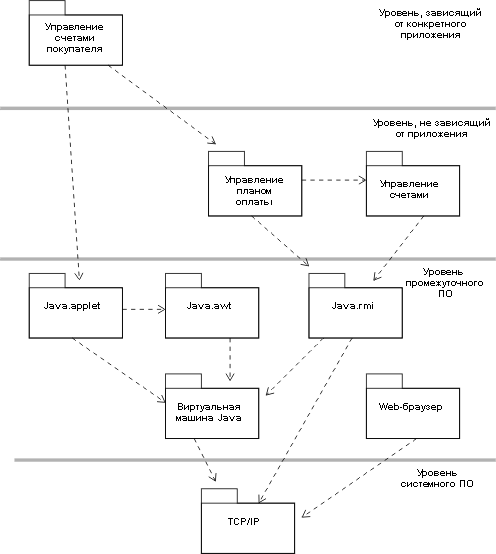 Управление
счетами
покупателя
Уровень, зависящий
от конкретного
приложения
Уровень, не зависящий
от приложения
Управление
планом
оплаты
Управление
счетами
Уровень
промежуточного
ПО
Java.applet
Java.awt
Java.rmi
Виртуальная
машина Java
Web-браузер
Уровень
системного ПО
TCP/IP